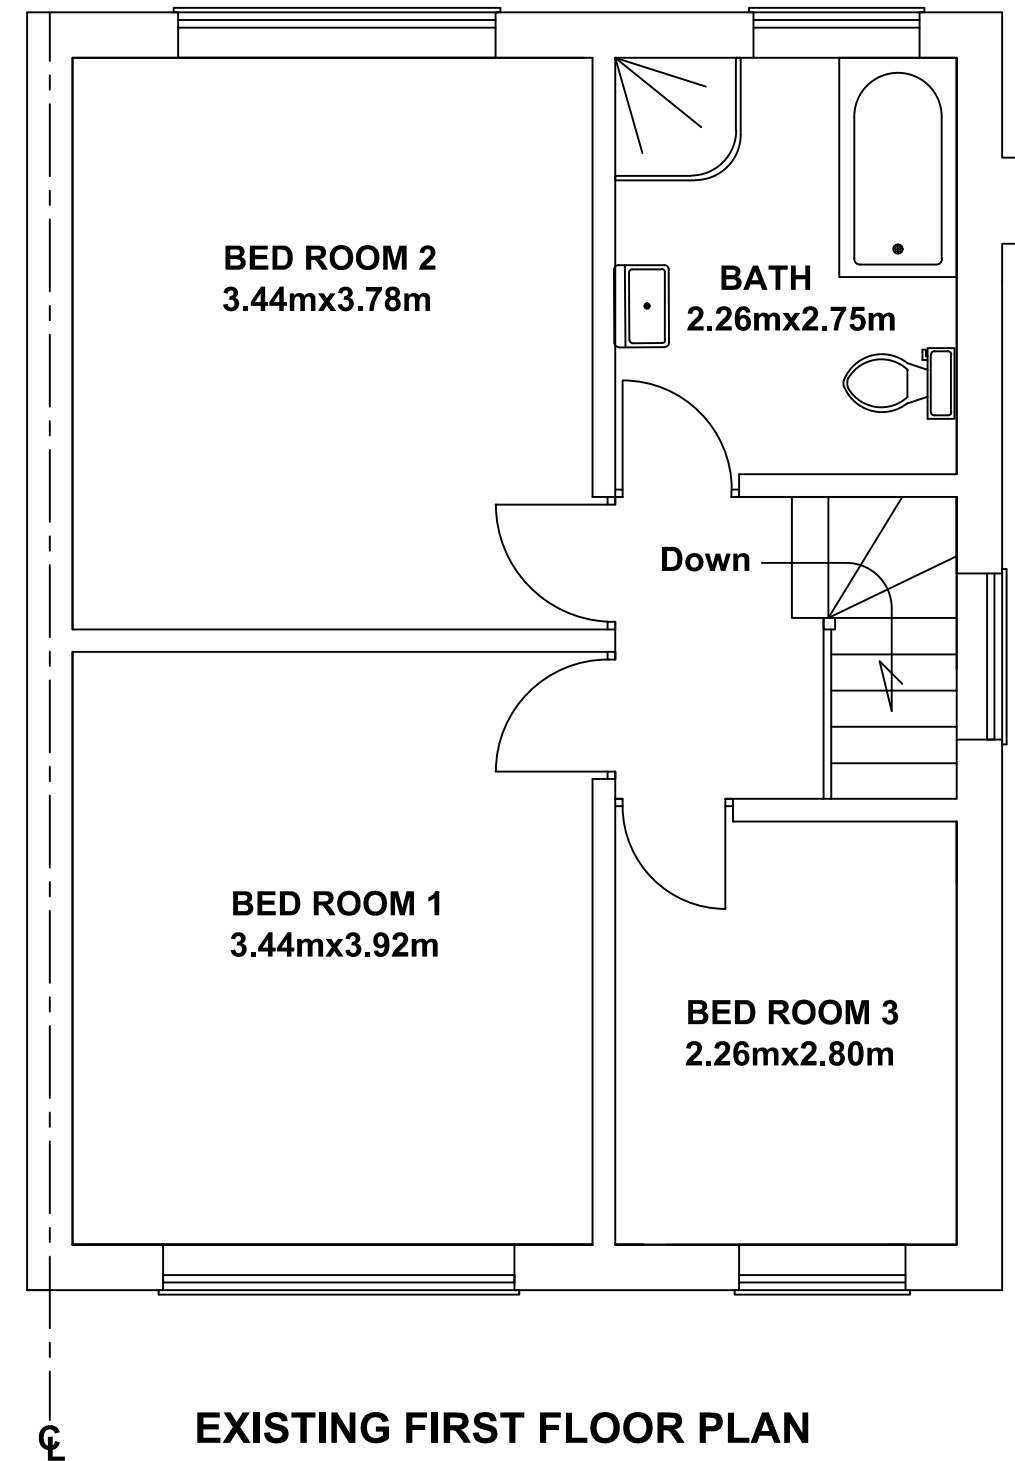 BED ROOM 2
3.44mx3.78m
BATH
2.26mx2.75m
Down
BED ROOM 1
3.44mx3.92m
BED ROOM 3
2.26mx2.80m
℄
EXISTING FIRST FLOOR PLAN